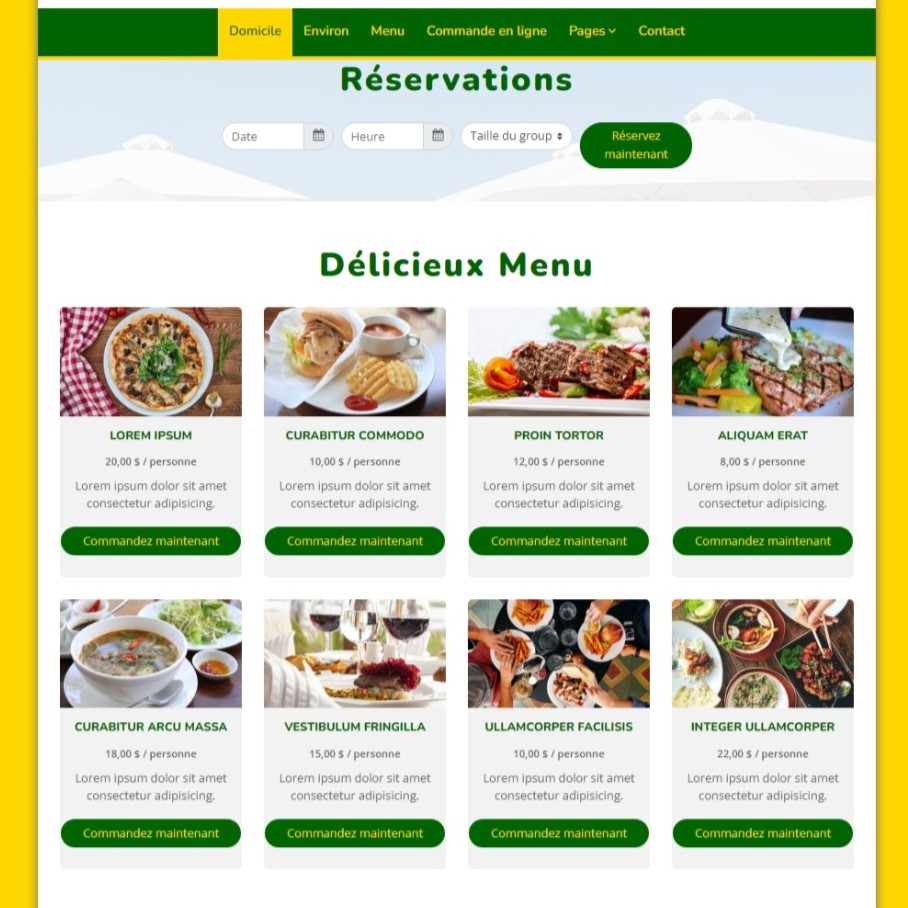 Domicile Environ Menu Commande en ligne Pages Contact
Réservations
Date Heure Taille du group Réservez
maintenant
Délicieux Menu
LOREM IPSUM CURABITUR COMMODO PROIN TORTOR ALIQUAM ERAT
20,00 $ / personne 10,00 $ / personne 12,00 $ / personne 8,00 $ / personne
Lorem ipsum dolor sit amet Lorem ipsum dolor sit amet Lorem ipsum dolor sit amet Lorem ipsum dolor sit amet
consectetur adipisicing. consectetur adipisicing. consectetur adipisicing. consectetur adipisicing.
Commandez maintenant Commandez maintenant Commandez maintenant Commandez maintenant
CURABITUR ARCU MASSA VESTIBULUM FRINGILLA ULLAMCORPER FACILISIS INTEGER ULLAMCORPER
18,00 $ / personne 15,00 $ / personne 10,00 $ / personne 22,00 $ / personne
Lorem ipsum dolor sit amet Lorem ipsum dolor sit amet Lorem ipsum dolor sit amet Lorem ipsum dolor sit amet
consectetur adipisicing. consectetur adipisicing. consectetur adipisicing. consectetur adipisicing.
Commandez maintenant Commandez maintenant Commandez maintenant Commandez maintenant